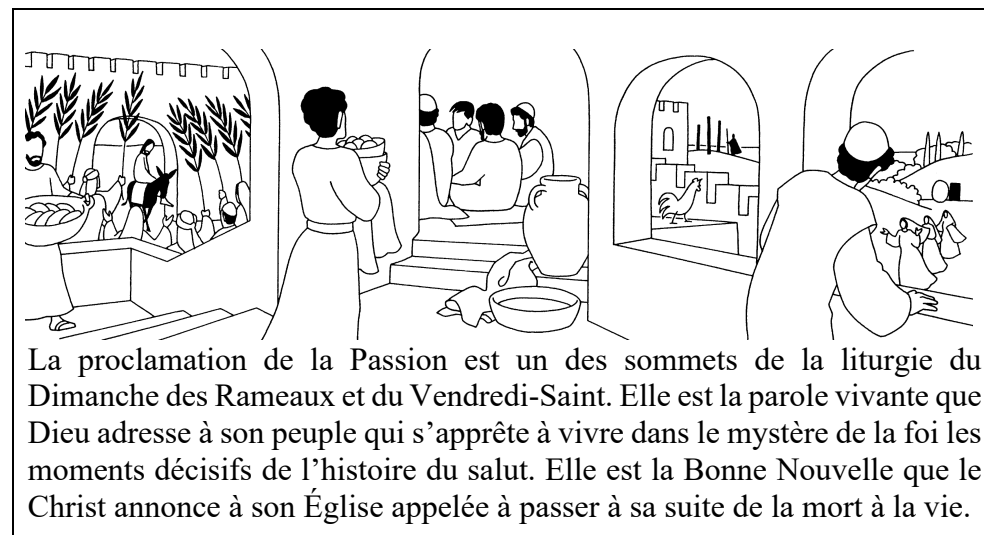 La proclamation de la Passion est un des sommets de la liturgie du
Dimanche des Rameaux et du Vendredi-Saint. Elle est la parole vivante que
Dieu adresse à son peuple qui s’apprête à vivre dans le mystère de la foi les
moments décisifs de l’histoire du salut. Elle est la Bonne Nouvelle que le
Christ annonce à son Église appelée à passer à sa suite de la mort à la vie.